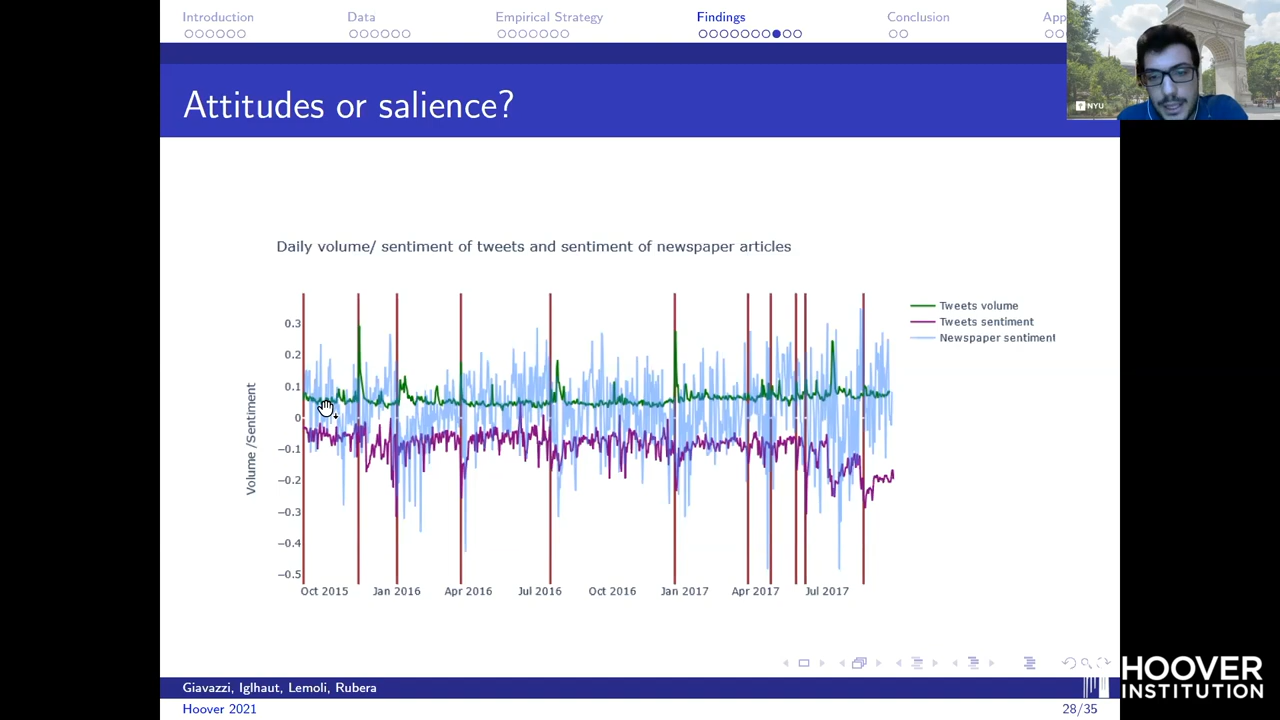 Introduction Data Empirical Strategy Findings Conclusion App
NYU
Attitudes or salience?
Daily volume/ sentiment of tweets and sentiment of newspaper articles
Tweets volume
Tweets sentiment
Newspaper sentiment
Volume /Sentiment
0.3
0.2
0.1
0
−0.1
−0.2
−0.3
−0.4
−0.5
Oct 2015 Jan 2016 Apr 2016 Jul 2016 Oct 2016 Jan 2017 Apr 2017 Jul 2017
Giavazzi, Iglhaut, Lemoli, Rubera
Hoover 2021 28/35
HOOVER
INSTITUTION